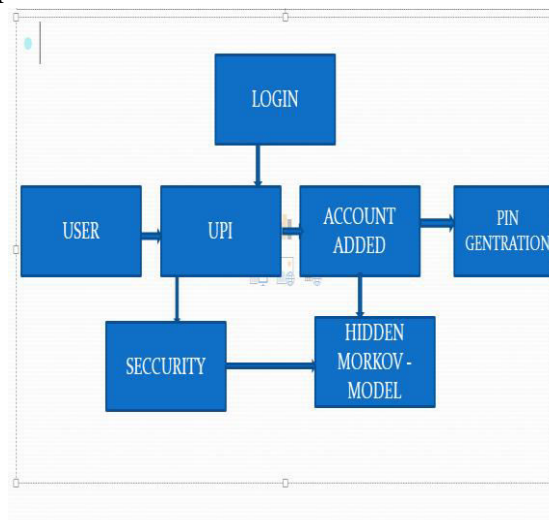 LOGIN
USER
UPI
ACCOUNT
ADDED
PIN
GENTRATION
SECCURITY
HIDDEN
MORKOV -
MODEL